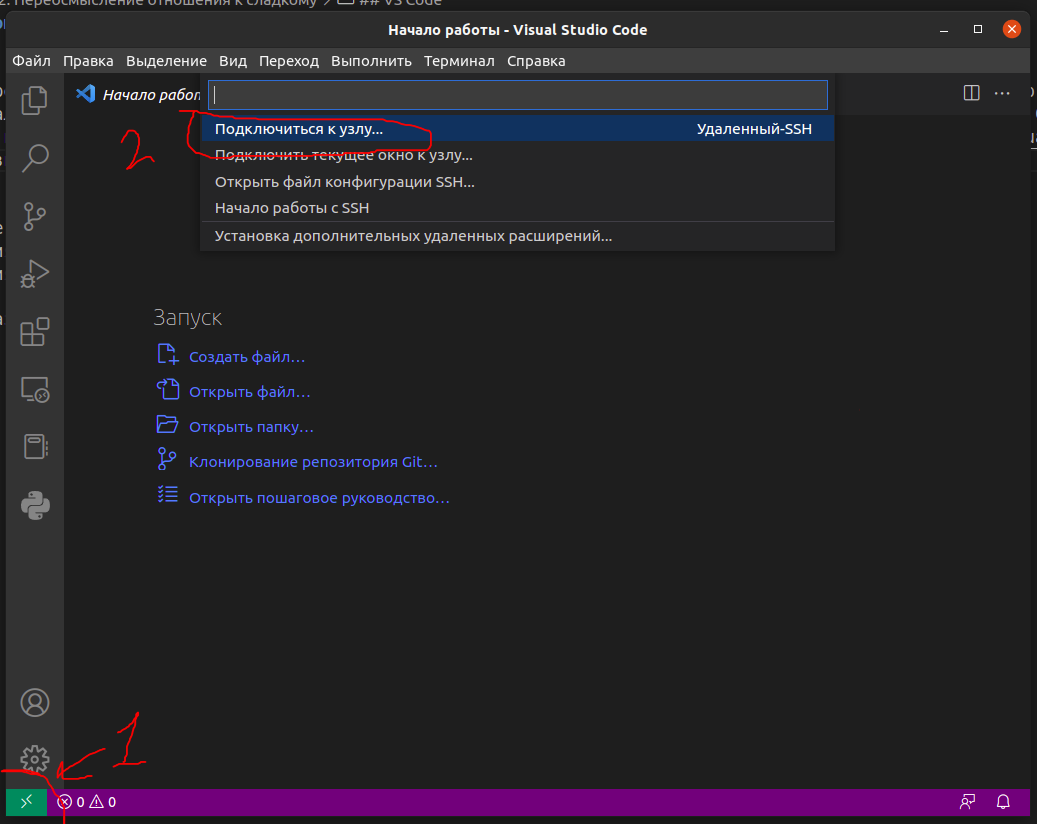 2. Переосмысление отношения к сладкому > ## VS Code
Начало работы - Visual Studio Code
Файл Правка Выделение Вид Переход Выполнить Терминал Справка
Начало работ
Подключиться к узлу... Удаленный-SSH
2
Подключить текущее окно к узлу...
Открыть файл конфигурации SSH...
Начало работы с SSH
Установка дополнительных удаленных расширений...
Запуск
Создать файл...
Открыть файл...
Открыть папку...
Клонирование репозитория Git...
Открыть пошаговое руководство...
1
0 0